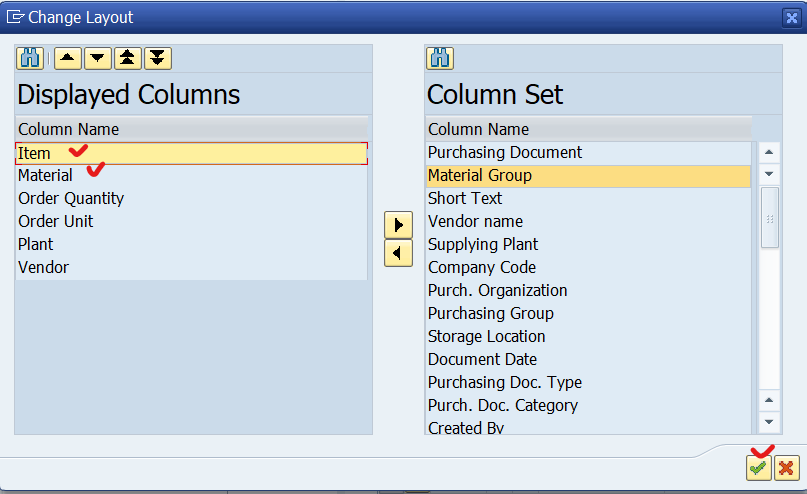 Change Layout
Displayed Columns
Column Name
Item
Material
Order Quantity
Order Unit
Plant
Vendor
Column Set
Column Name
Purchasing Document
Material Group
Short Text
Vendor name
Supplying Plant
Company Code
Purch. Organization
Purchasing Group
Storage Location
Document Date
Purchasing Doc. Type
Purch. Doc. Category
Created By